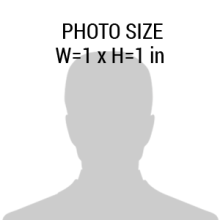 PHOTO SIZE
W=1 x H=1 in